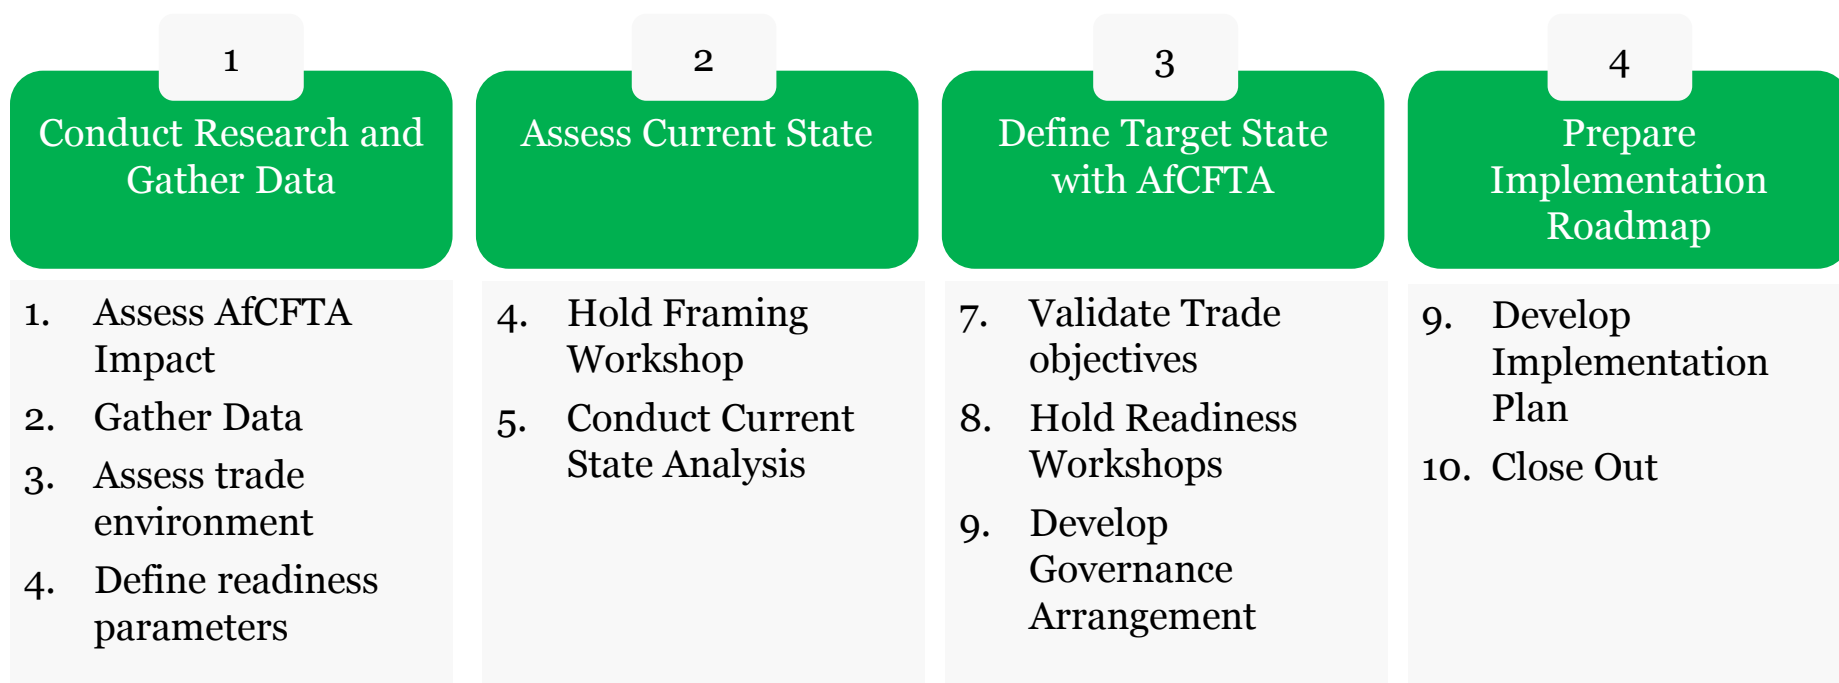 1
Conduct Research and
Gather Data
1. Assess AfCFTA
Impact
2. Gather Data
3. Assess trade
environment
4. Define readiness
parameters
2
Assess Current State
4. Hold Framing
Workshop
5. Conduct Current
State Analysis
3
Define Target State
with AfCFTA
7. Validate Trade
objectives
8. Hold Readiness
Workshops
9. Develop
Governance
Arrangement
4
Prepare
Implementation
Roadmap
9. Develop
Implementation
Plan
10. Close Out